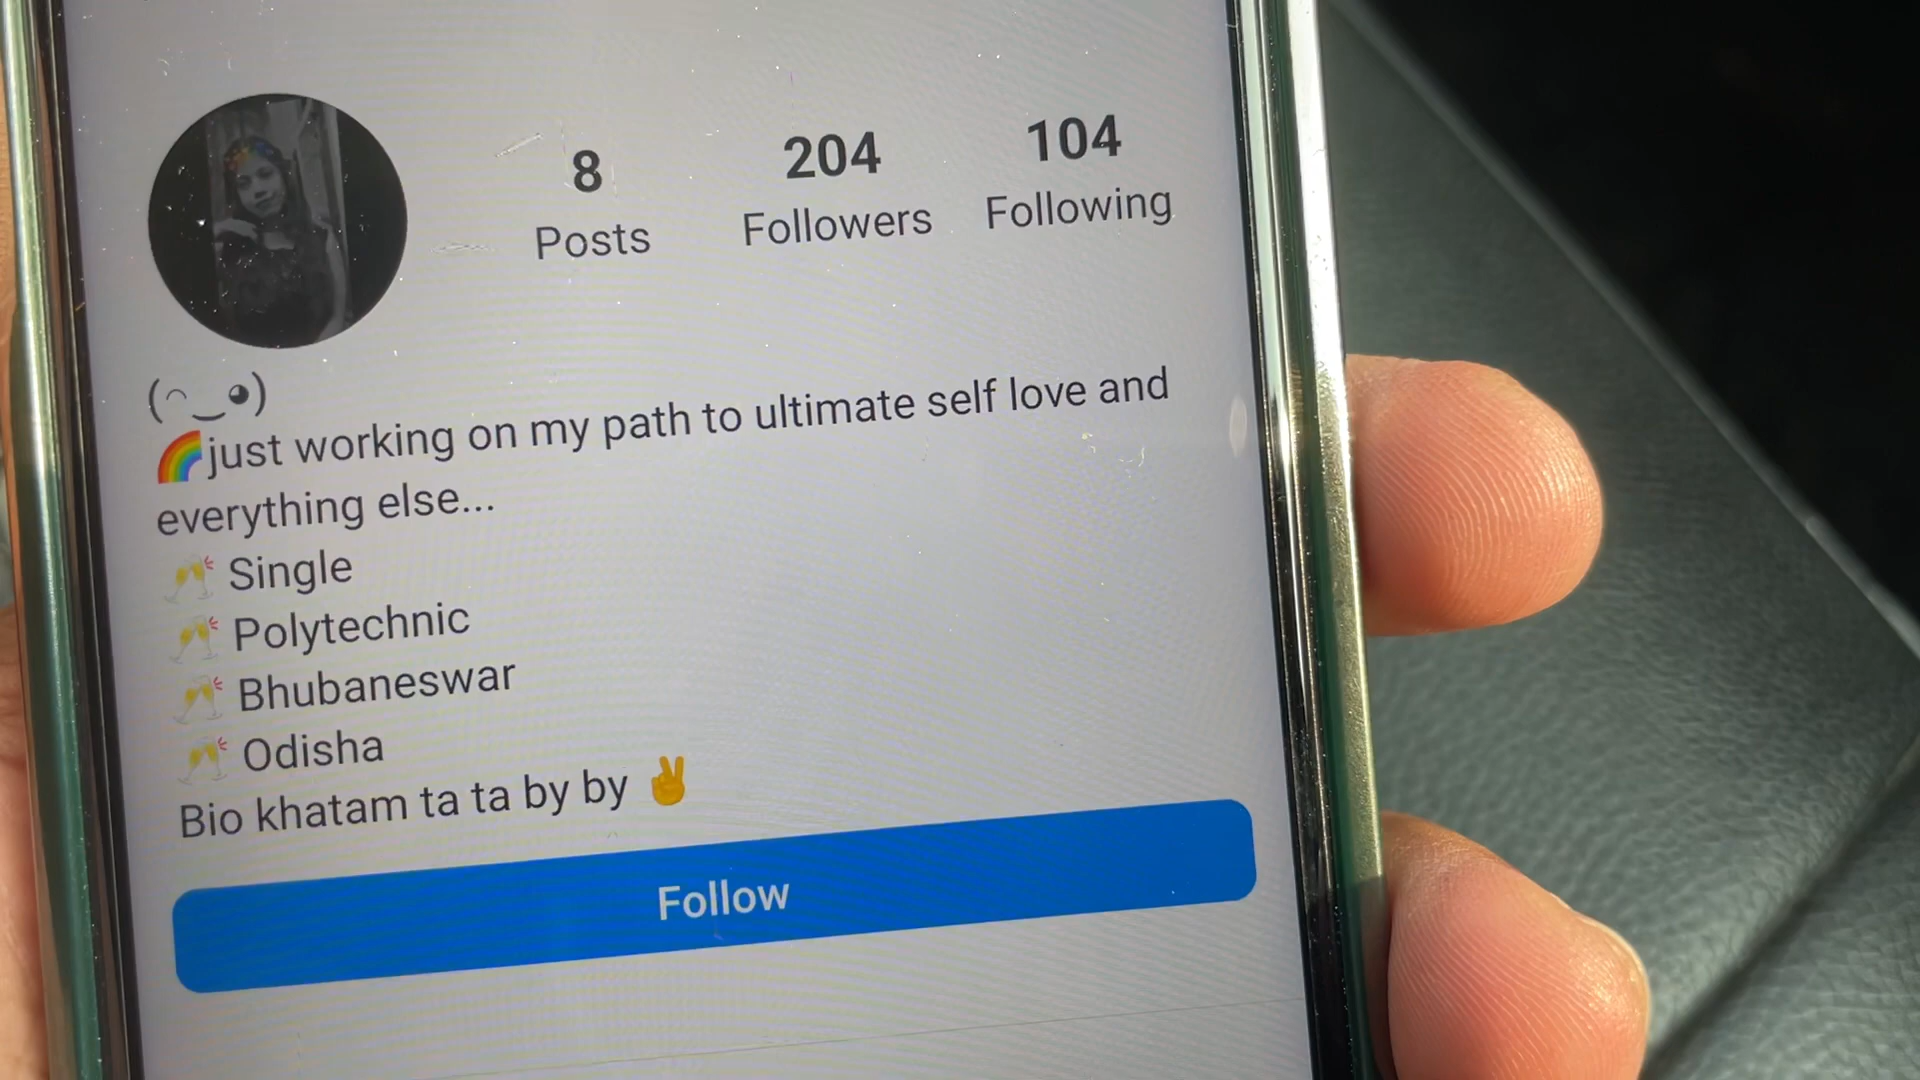 8 204 104
Posts Followers Following
(◠‿◕)
🌈just working on my path to ultimate self love and
everything else...
🥂 Single
🥂 Polytechnic
🥂 Bhubaneswar
🥂 Odisha
Bio khatam ta ta by by ✌
Follow